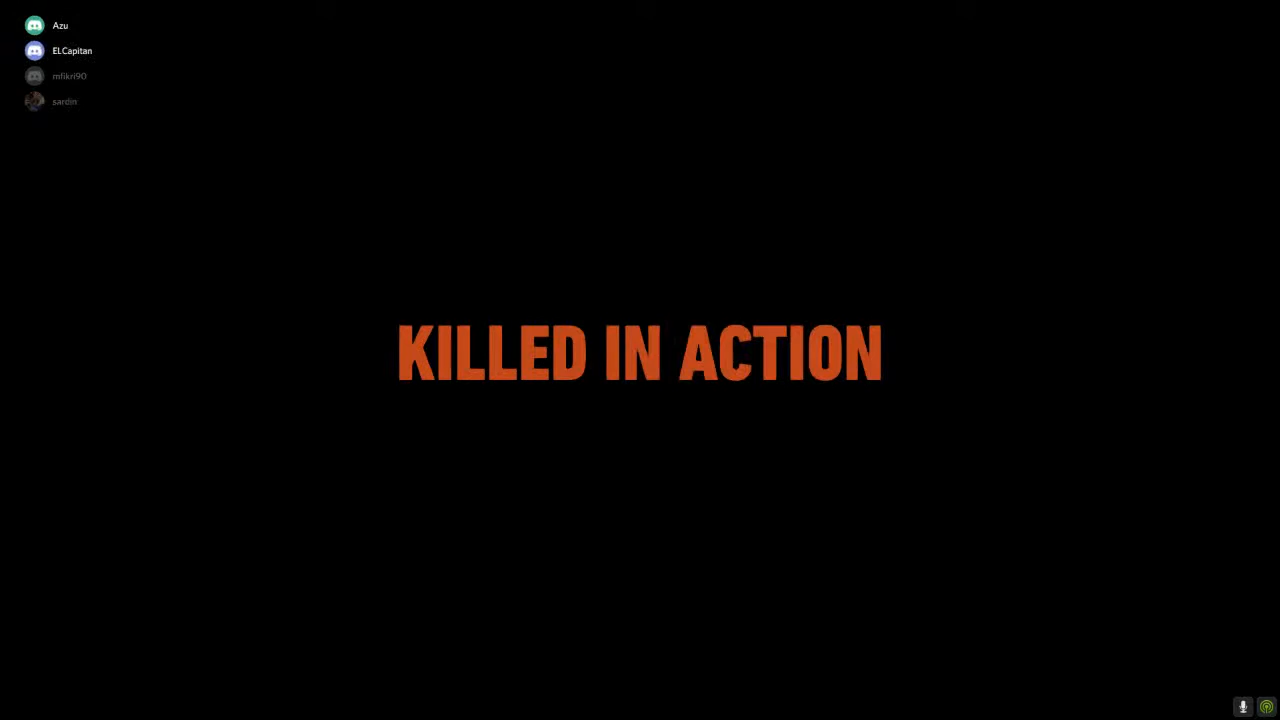 Azu
ELCapitan
mfikri90
sardin
KILLED IN ACTION